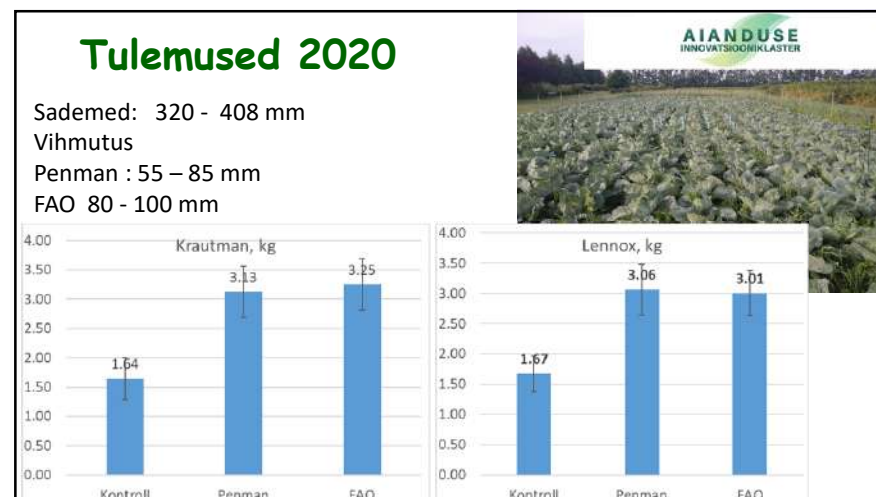 Tulemused 2020
AIANDUSE
INNOVATSIOONIKLASTER
Sademed: 320 - 408 mm
Vihmutus
Penman : 55 – 85 mm
FAO 80 - 100 mm
Krautman, kg
4.00
3.50
3.00
2.50
2.00
1.50
1.00
0.50
0.00
1.64
3.13
3.25
Kontroll Penman FAO
Lennox, kg
4.00
3.50
3.00
2.50
2.00
1.50
1.00
0.50
0.00
1.67
3.06
3.01
Kontroll Penman FAO